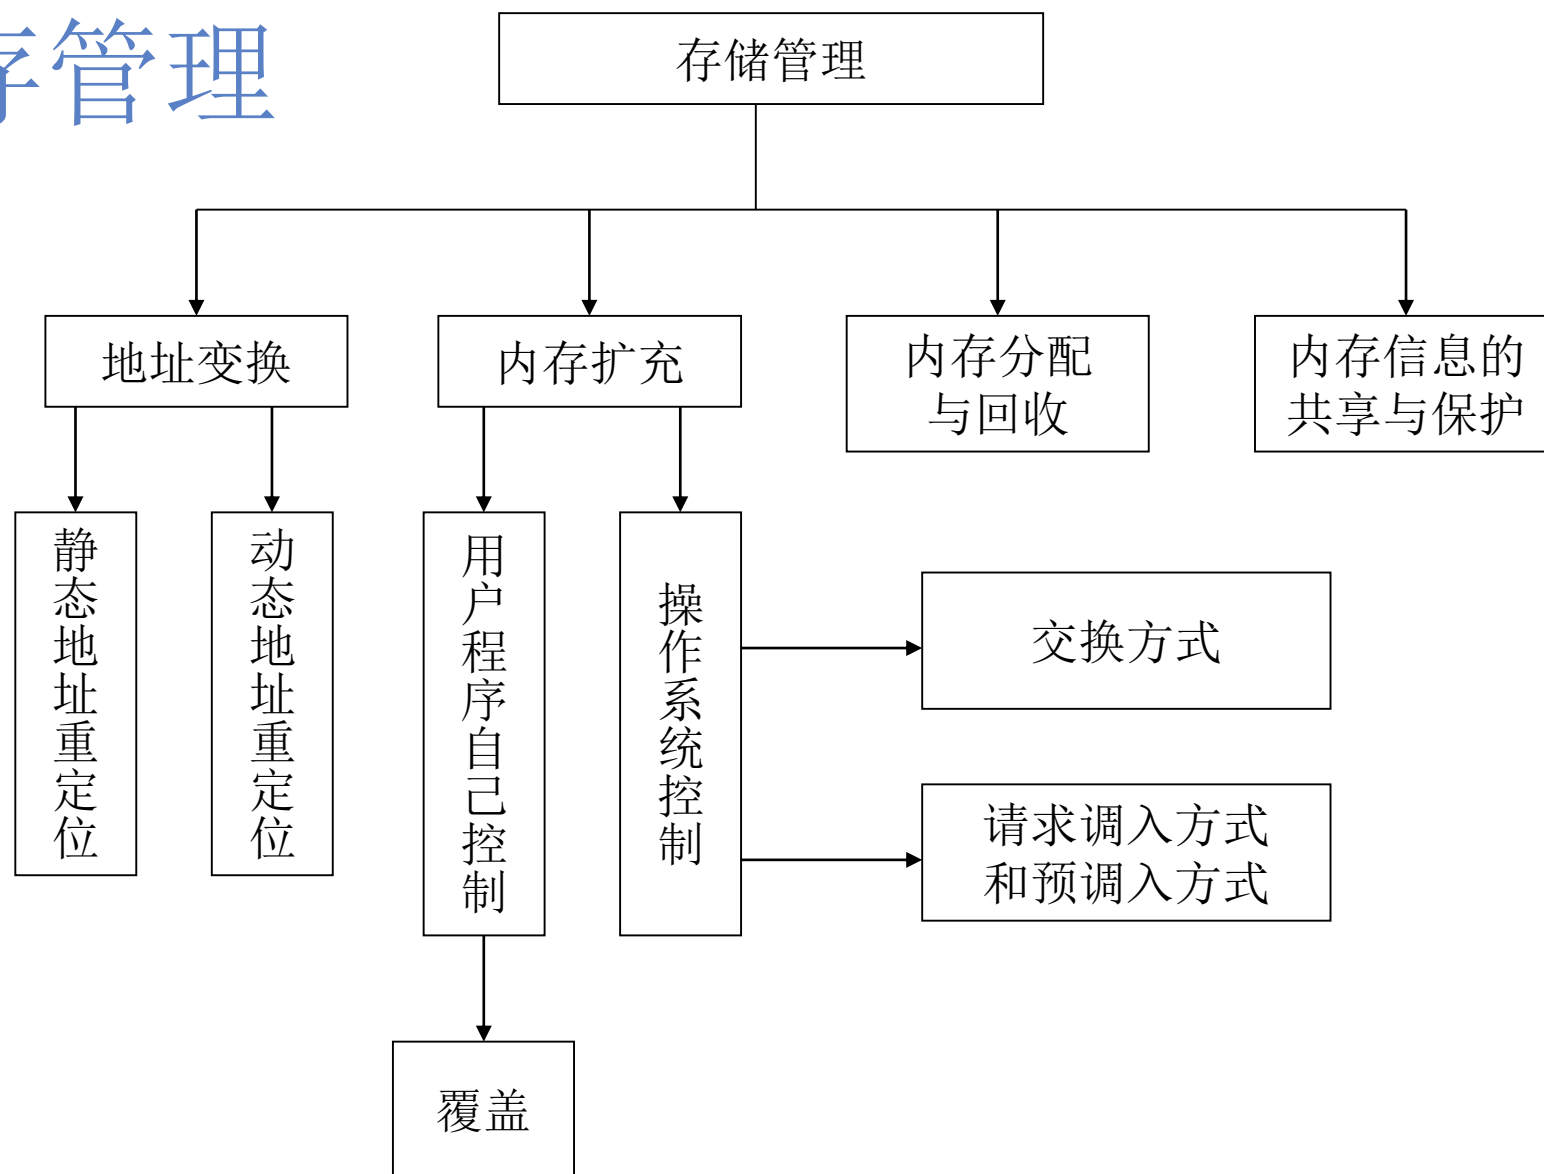 存管理
存储管理
地址变换
内存扩充
内存分配
与回收
内存信息的
共享与保护
静态地址重定位
动态地址重定位
用户程序自己控制
操作系统控制
交换方式
请求调入方式
和预调入方式
覆盖